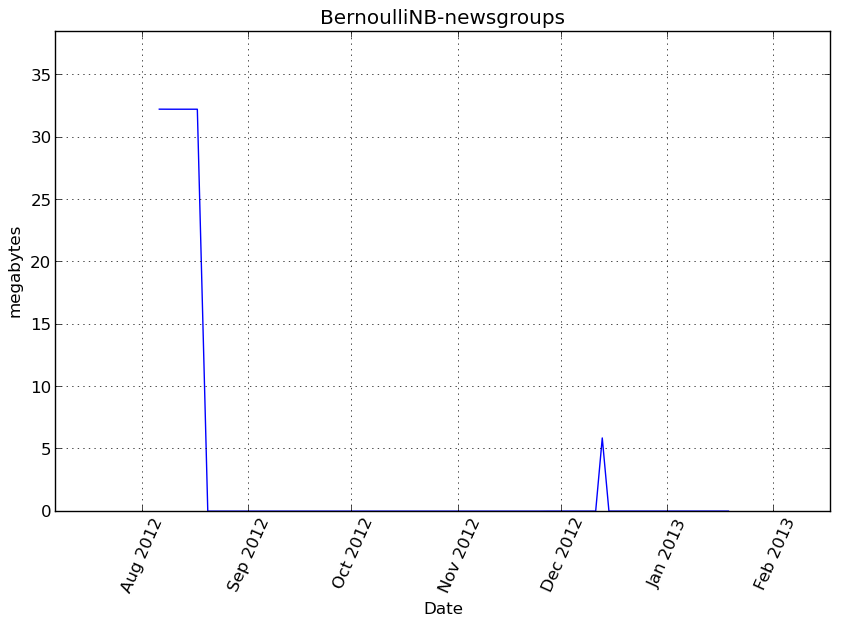 BernoulliNB-newsgroups
megabytes
35
30
25
20
15
10
5
0
Aug 2012
Sep 2012
Oct 2012
Nov 2012
Dec 2012
Jan 2013
Feb 2013
Date